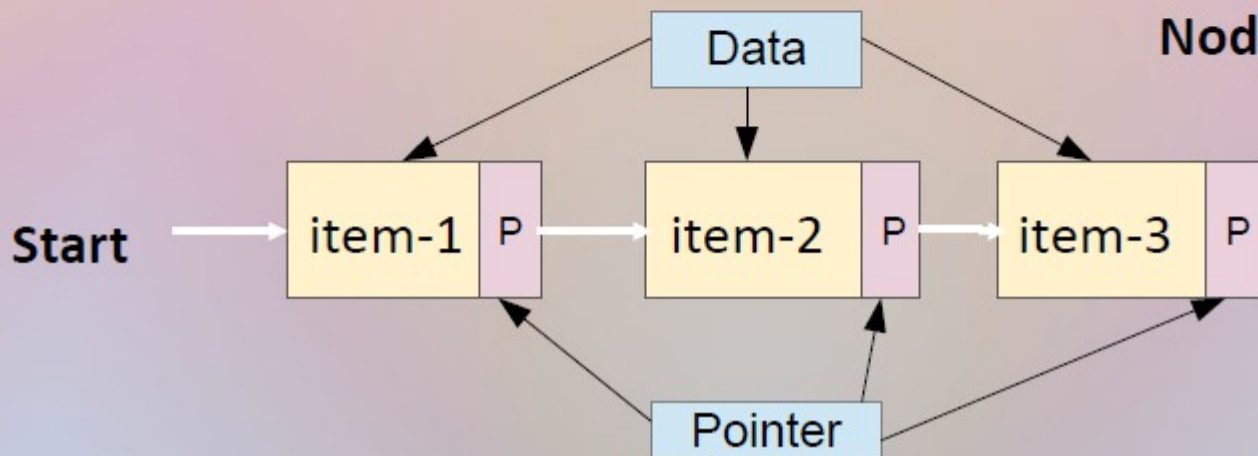 Data
Nod
Start
item-1 P
item-2 P
item-3 P
Pointer